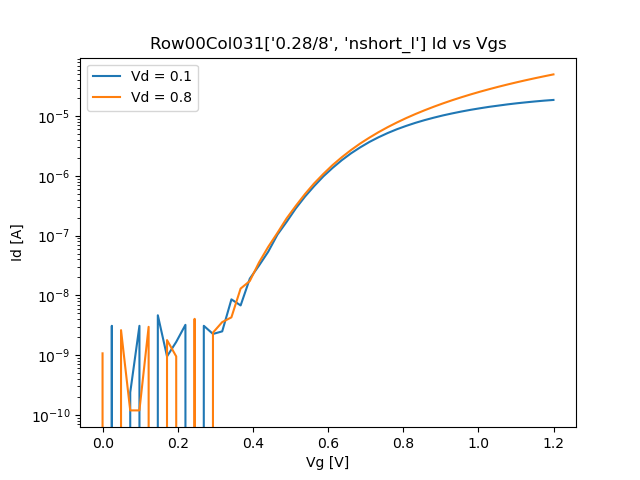 Row00Col031['0.28/8', 'nshort_l'] Id vs Vgs
Vd = 0.1
Vd = 0.8
Id [A]
10⁻⁵
10⁻⁶
10⁻⁷
10⁻⁸
10⁻⁹
10⁻¹⁰
0.0 0.2 0.4 0.6 0.8 1.0 1.2
Vg [V]